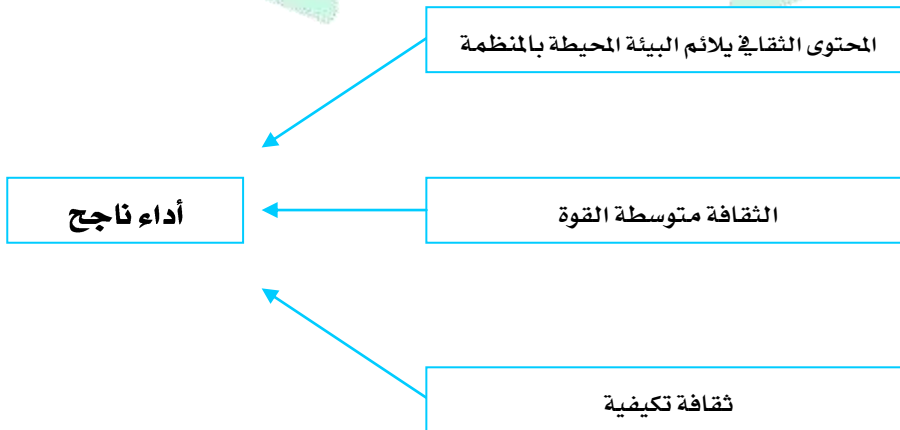 المحتوى الثقافي يلائم البيئة المحيطة بالمنظمة
الثقافة متوسطة القوة
أداء ناجح
ثقافة تكيفية